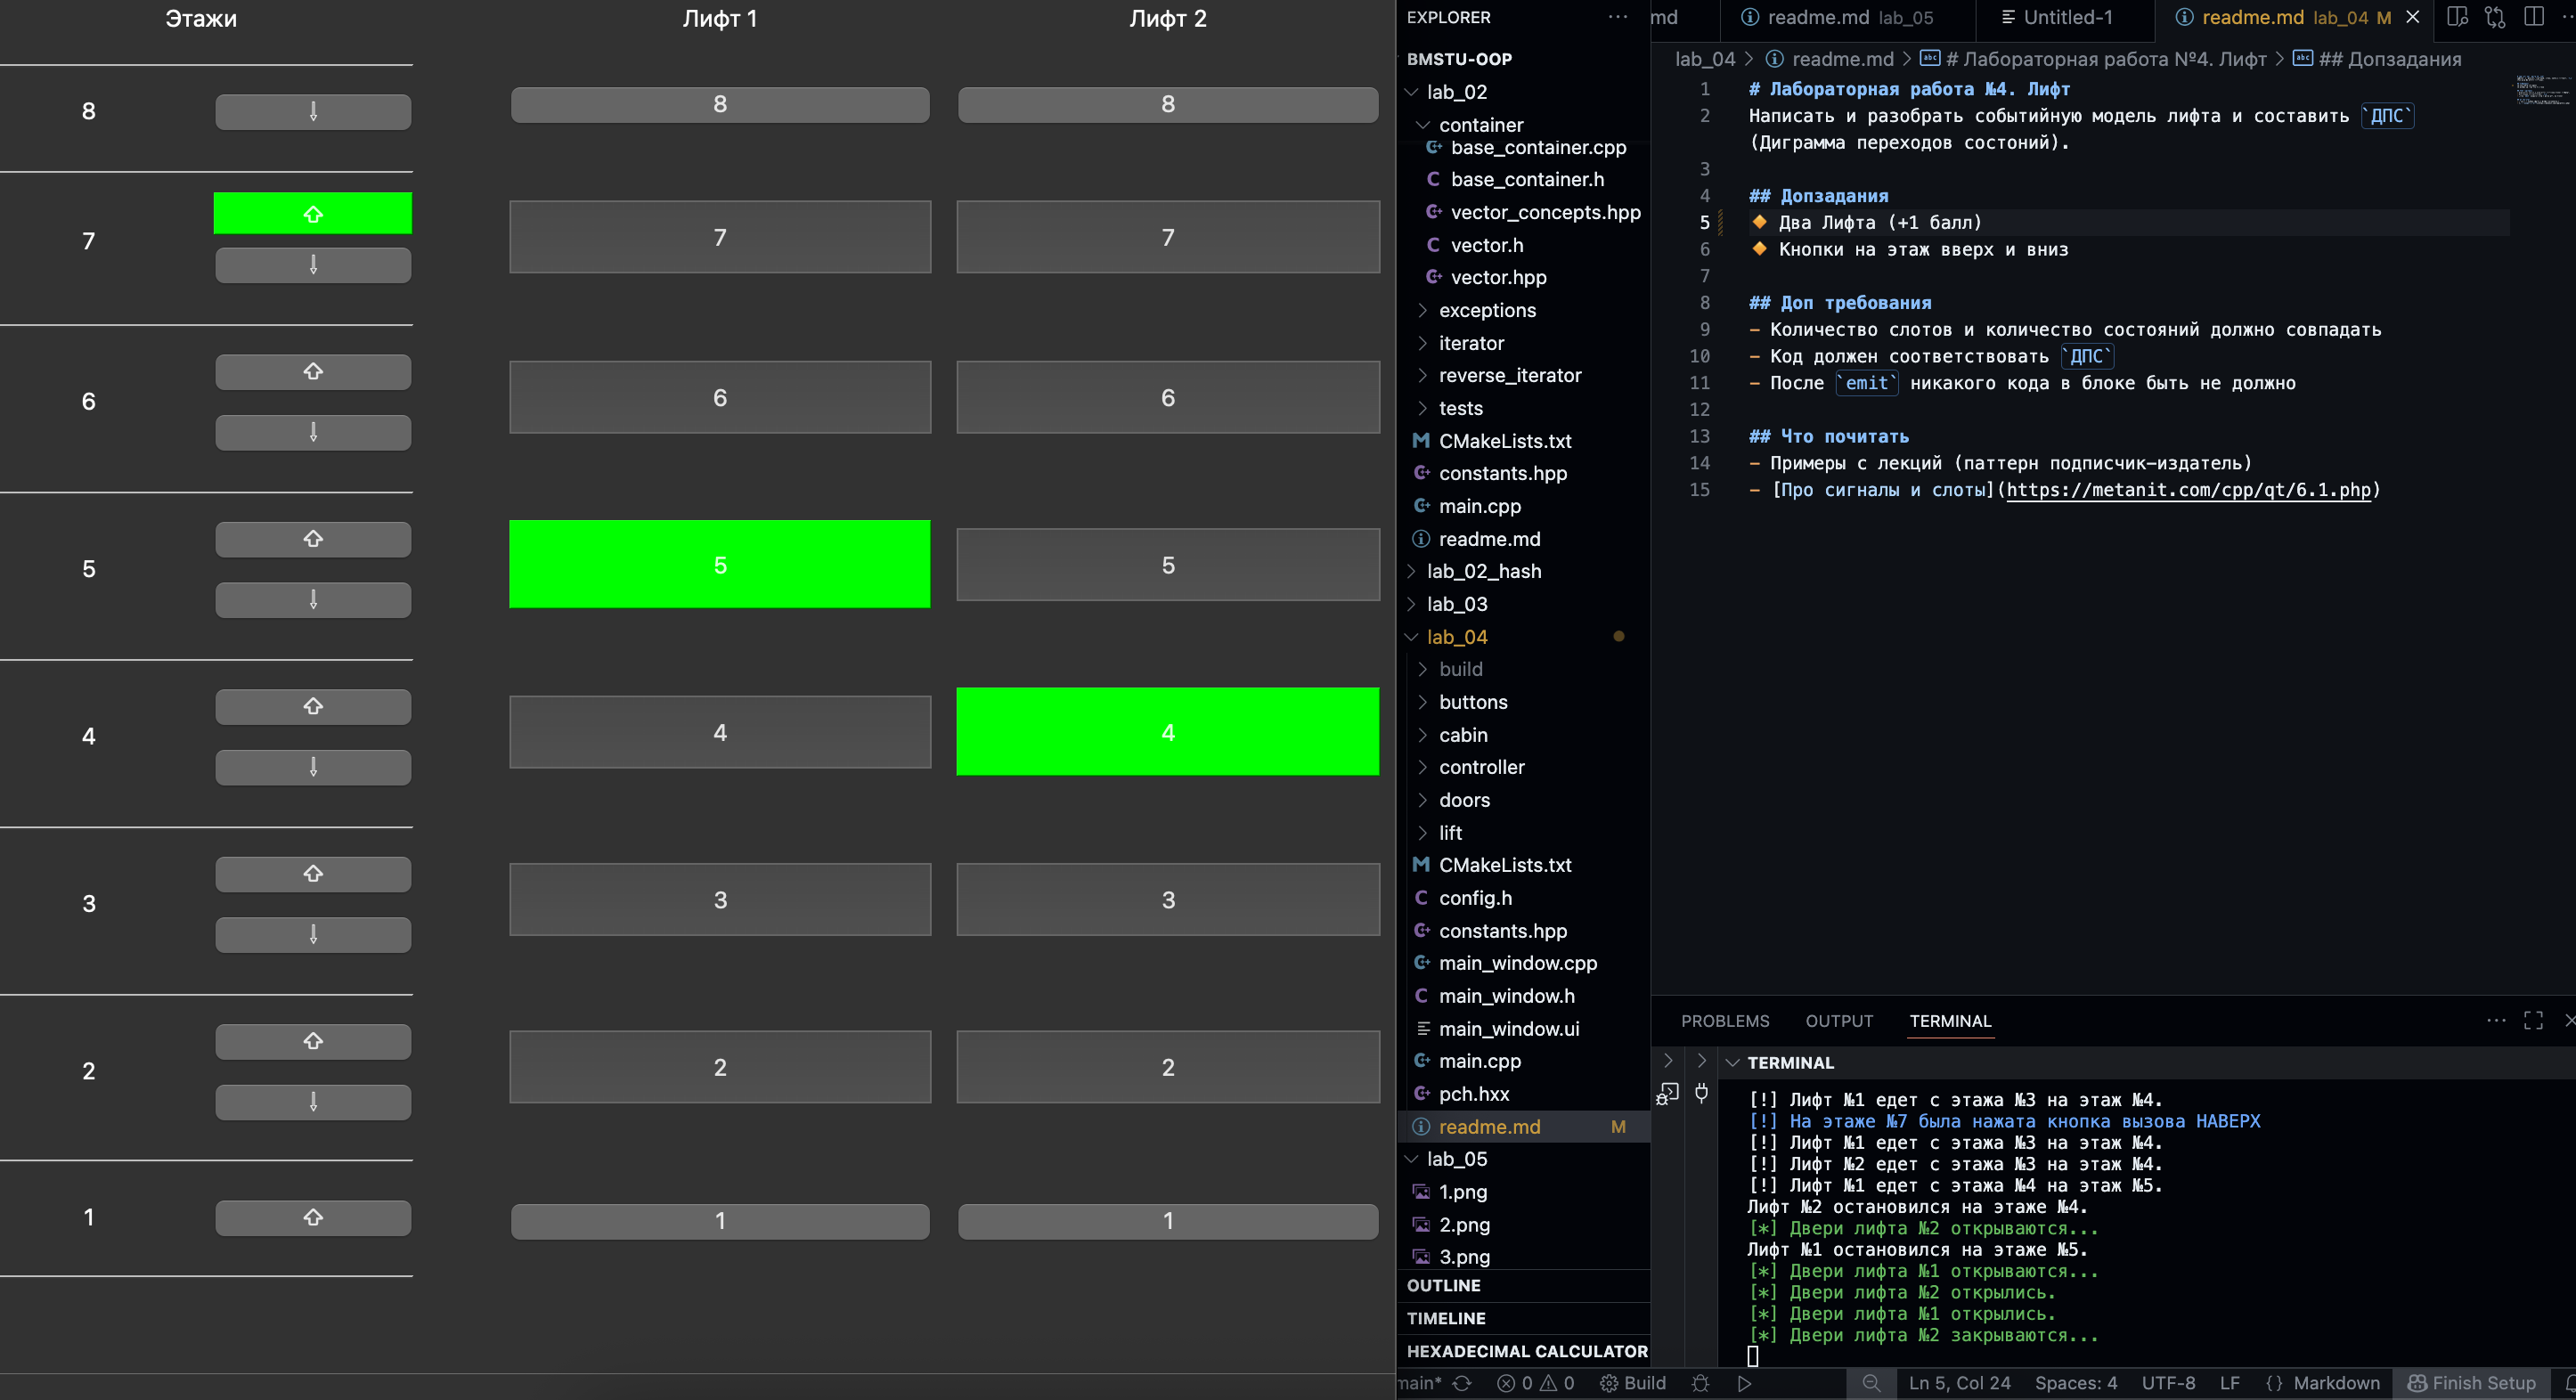 Этажи Лифт 1 Лифт 2
8 ⇩ 8 8
7 ⇧ 7 7
⇩
6 ⇧ 6 6
⇩
5 ⇧ 5 5
⇩
4 ⇧ 4 4
⇩
3 ⇧ 3 3
⇩
2 ⇧ 2 2
⇩
1 ⇧ 1 1
EXPLORER ···
BMSTU-OOP
lab_02
container
base_container.cpp
base_container.h
vector_concepts.hpp
vector.h
vector.hpp
exceptions
iterator
reverse_iterator
tests
CMakeLists.txt
constants.hpp
main.cpp
readme.md
lab_02_hash
lab_03
lab_04
build
buttons
cabin
controller
doors
lift
CMakeLists.txt
config.h
constants.hpp
main_window.cpp
main_window.h
main_window.ui
main.cpp
pch.hxx
readme.md M
lab_05
1.png
2.png
3.png
OUTLINE
TIMELINE
HEXADECIMAL CALCULATOR
md readme.md lab_05 Untitled-1 readme.md lab_04 M
lab_04 > readme.md > # Лабораторная работа №4. Лифт > ## Допзадания
1 # Лабораторная работа №4. Лифт
2 Написать и разобрать событийную модель лифта и составить `ДПС`
(Диграмма переходов состоний).
3
4 ## Допзадания
5 🔸 Два Лифта (+1 балл)
6 🔸 Кнопки на этаж вверх и вниз
7
8 ## Доп требования
9 - Количество слотов и количество состояний должно совпадать
10 - Код должен соответствовать `ДПС`
11 - После `emit` никакого кода в блоке быть не должно
12
13 ## Что почитать
14 - Примеры с лекций (паттерн подписчик-издатель)
15 - [Про сигналы и слоты](https://metanit.com/cpp/qt/6.1.php)
PROBLEMS OUTPUT TERMINAL
TERMINAL
[!] Лифт №1 едет с этажа №3 на этаж №4.
[!] На этаже №7 была нажата кнопка вызова НАВЕРХ
[!] Лифт №1 едет с этажа №3 на этаж №4.
[!] Лифт №2 едет с этажа №3 на этаж №4.
[!] Лифт №1 едет с этажа №4 на этаж №5.
Лифт №2 остановился на этаже №4.
[*] Двери лифта №2 открываются...
Лифт №1 остановился на этаже №5.
[*] Двери лифта №1 открываются...
[*] Двери лифта №2 открылись.
[*] Двери лифта №1 открылись.
[*] Двери лифта №2 закрываются...
main* 0 0 Build Ln 5, Col 24 Spaces: 4 UTF-8 LF {} Markdown Finish Setup